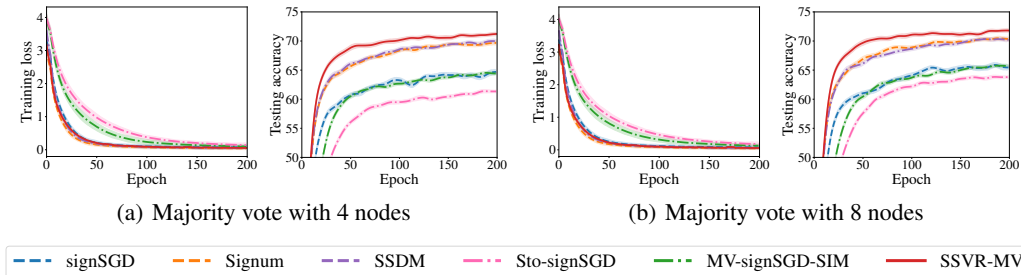 4
3
2
1
0
Training loss
0 50 100 150 200
Epoch
75
70
65
60
55
50
Testing accuracy
0 50 100 150 200
Epoch
4
3
2
1
0
Training loss
0 50 100 150 200
Epoch
75
70
65
60
55
50
Testing accuracy
0 50 100 150 200
Epoch
(a) Majority vote with 4 nodes
(b) Majority vote with 8 nodes
signSGD Signum SSDM Sto-signSGD MV-signSGD-SIM SSVR-MV